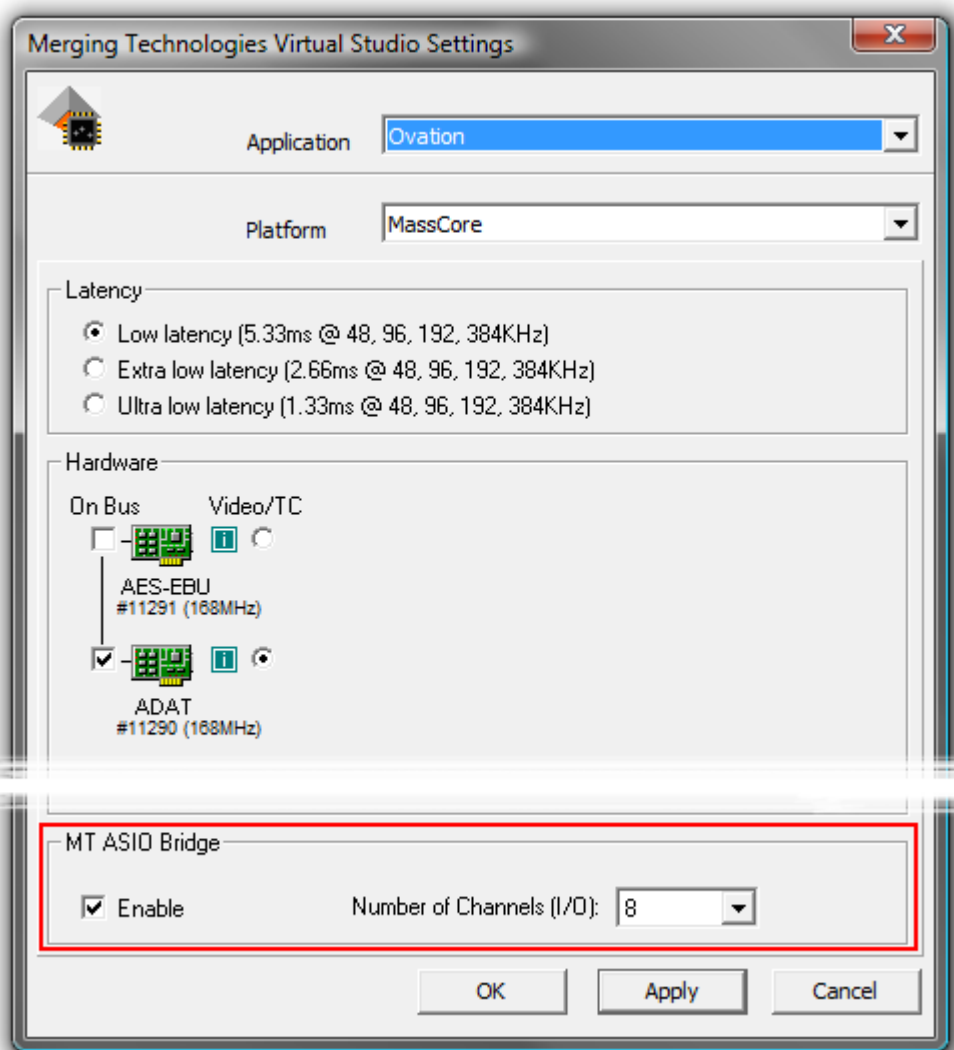 Merging Technologies Virtual Studio Settings
Application Ovation
Platform MassCore
Latency
Low latency (5.33ms @ 48, 96, 192, 384KHz)
Extra low latency (2.66ms @ 48, 96, 192, 384KHz)
Ultra low latency (1.33ms @ 48, 96, 192, 384KHz)
Hardware
On Bus Video/TC
i
AES-EBU
#11291 (168MHz)
i
ADAT
#11290 (168MHz)
MT ASIO Bridge
Enable Number of Channels (I/O): 8
OK Apply Cancel